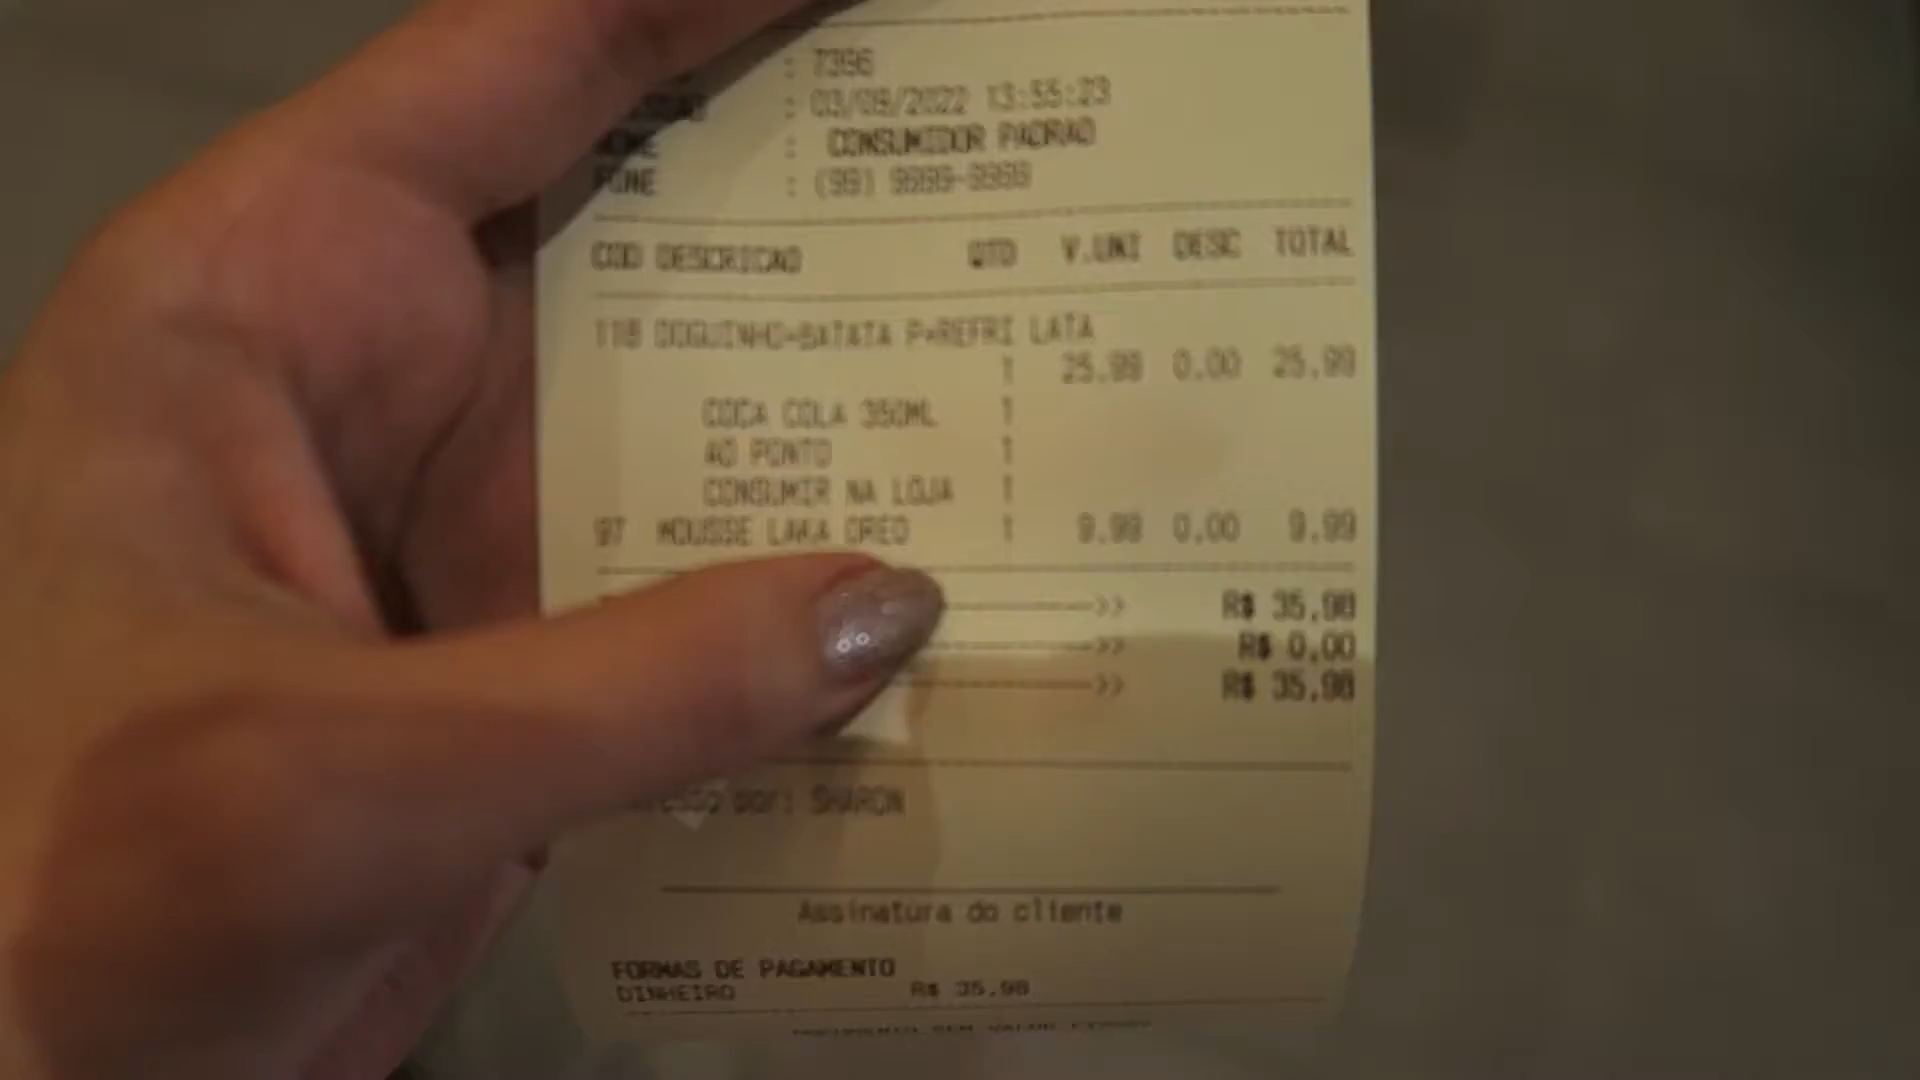 : 7396
: 03/09/2022 13:55:23
NOME : CONSUMIDOR PADRAO
FONE : (99) 9999-9999
COD DESCRICAO QTD V.UNI DESC TOTAL
118 DOGUINHO+BATATA P+REFRI LATA
1 25.99 0.00 25.99
COCA COLA 350ML 1
AO PONTO 1
CONSUMIR NA LOJA 1
97 MOUSSE LAKA OREO 1 9.99 0.00 9.99
---->> R$ 35,98
---->> R$ 0,00
---->> R$ 35,98
por: SHARON
Assinatura do cliente
FORMAS DE PAGAMENTO
DINHEIRO R$ 35,98